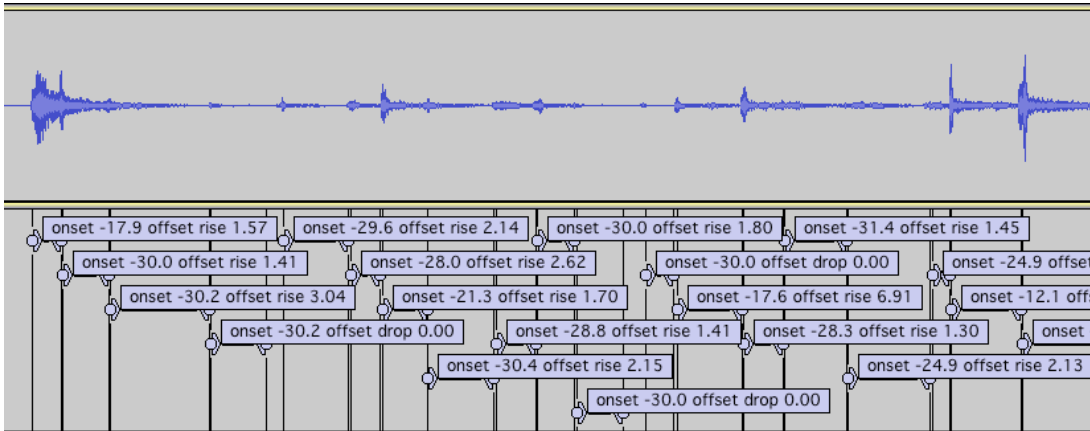 onset -17.9 offset rise 1.57
onset -29.6 offset rise 2.14
onset -30.0 offset rise 1.80
onset -31.4 offset rise 1.45
onset -30.0 offset rise 1.41
onset -28.0 offset rise 2.62
onset -30.0 offset drop 0.00
onset -24.9 offset
onset -30.2 offset rise 3.04
onset -21.3 offset rise 1.70
onset -17.6 offset rise 6.91
onset -12.1 off
onset -30.2 offset drop 0.00
onset -28.8 offset rise 1.41
onset -28.3 offset rise 1.30
onset
onset -30.4 offset rise 2.15
onset -24.9 offset rise 2.13
onset -30.0 offset drop 0.00